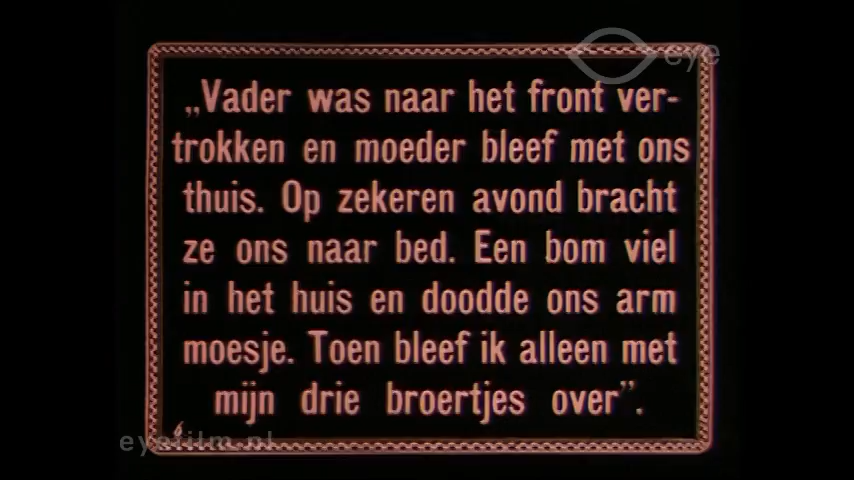 eye
„Vader was naar het front ver-
trokken en moeder bleef met ons
thuis. Op zekeren avond bracht
ze ons naar bed. Een bom viel
in het huis en doodde ons arm
moesje. Toen bleef ik alleen met
mijn drie broertjes over”.
6
eyefilm.nl